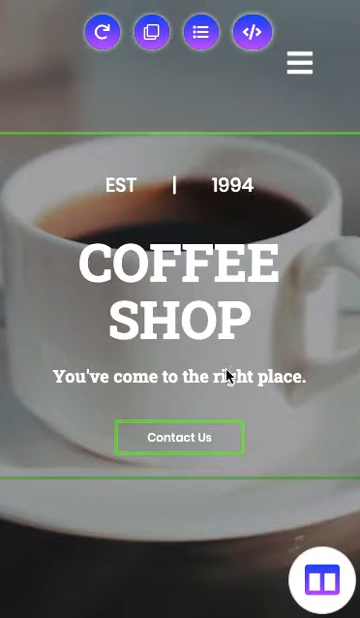 EST | 1994
COFFEE
SHOP
You've come to the right place.
Contact Us